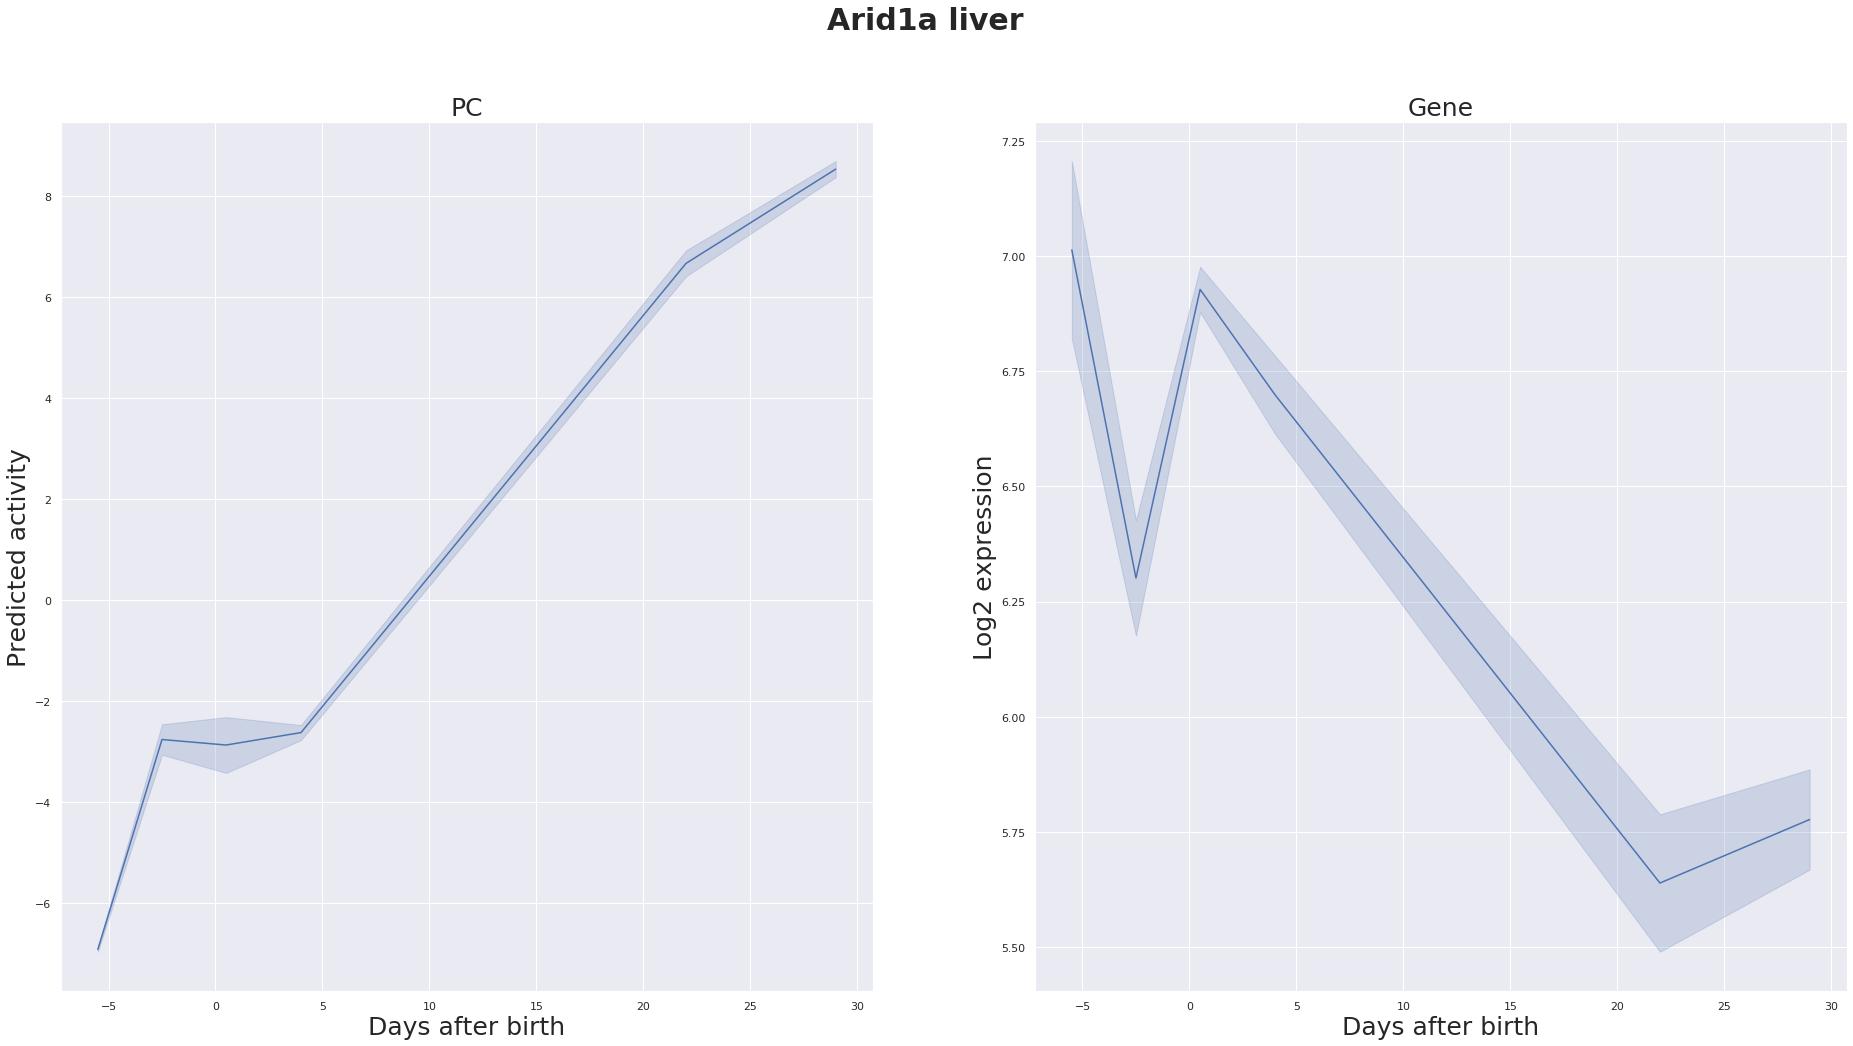 Arid1a liver
PC
Predicted activity
8
6
4
2
0
−2
−4
−6
−5 0 5 10 15 20 25 30
Days after birth
Gene
Log2 expression
7.25
7.00
6.75
6.50
6.25
6.00
5.75
5.50
−5 0 5 10 15 20 25 30
Days after birth